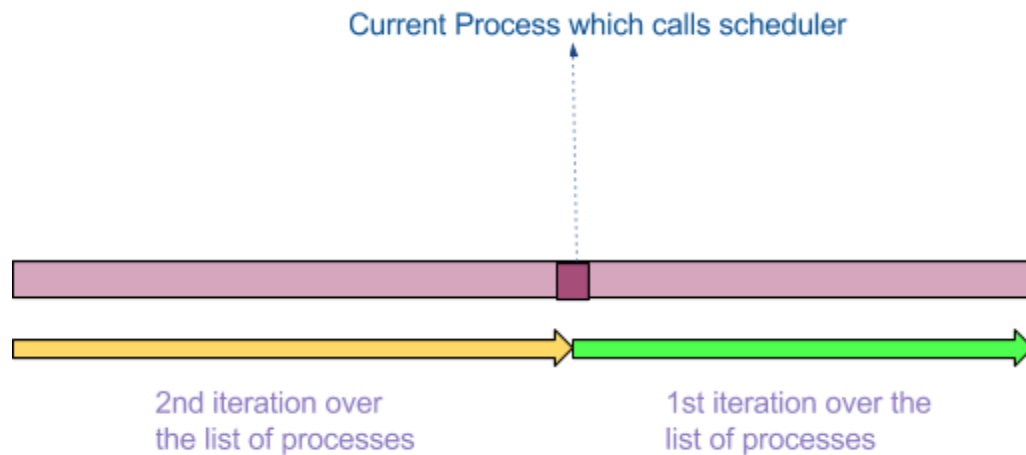 Current Process which calls scheduler
2nd iteration over
the list of processes
1st iteration over the
list of processes